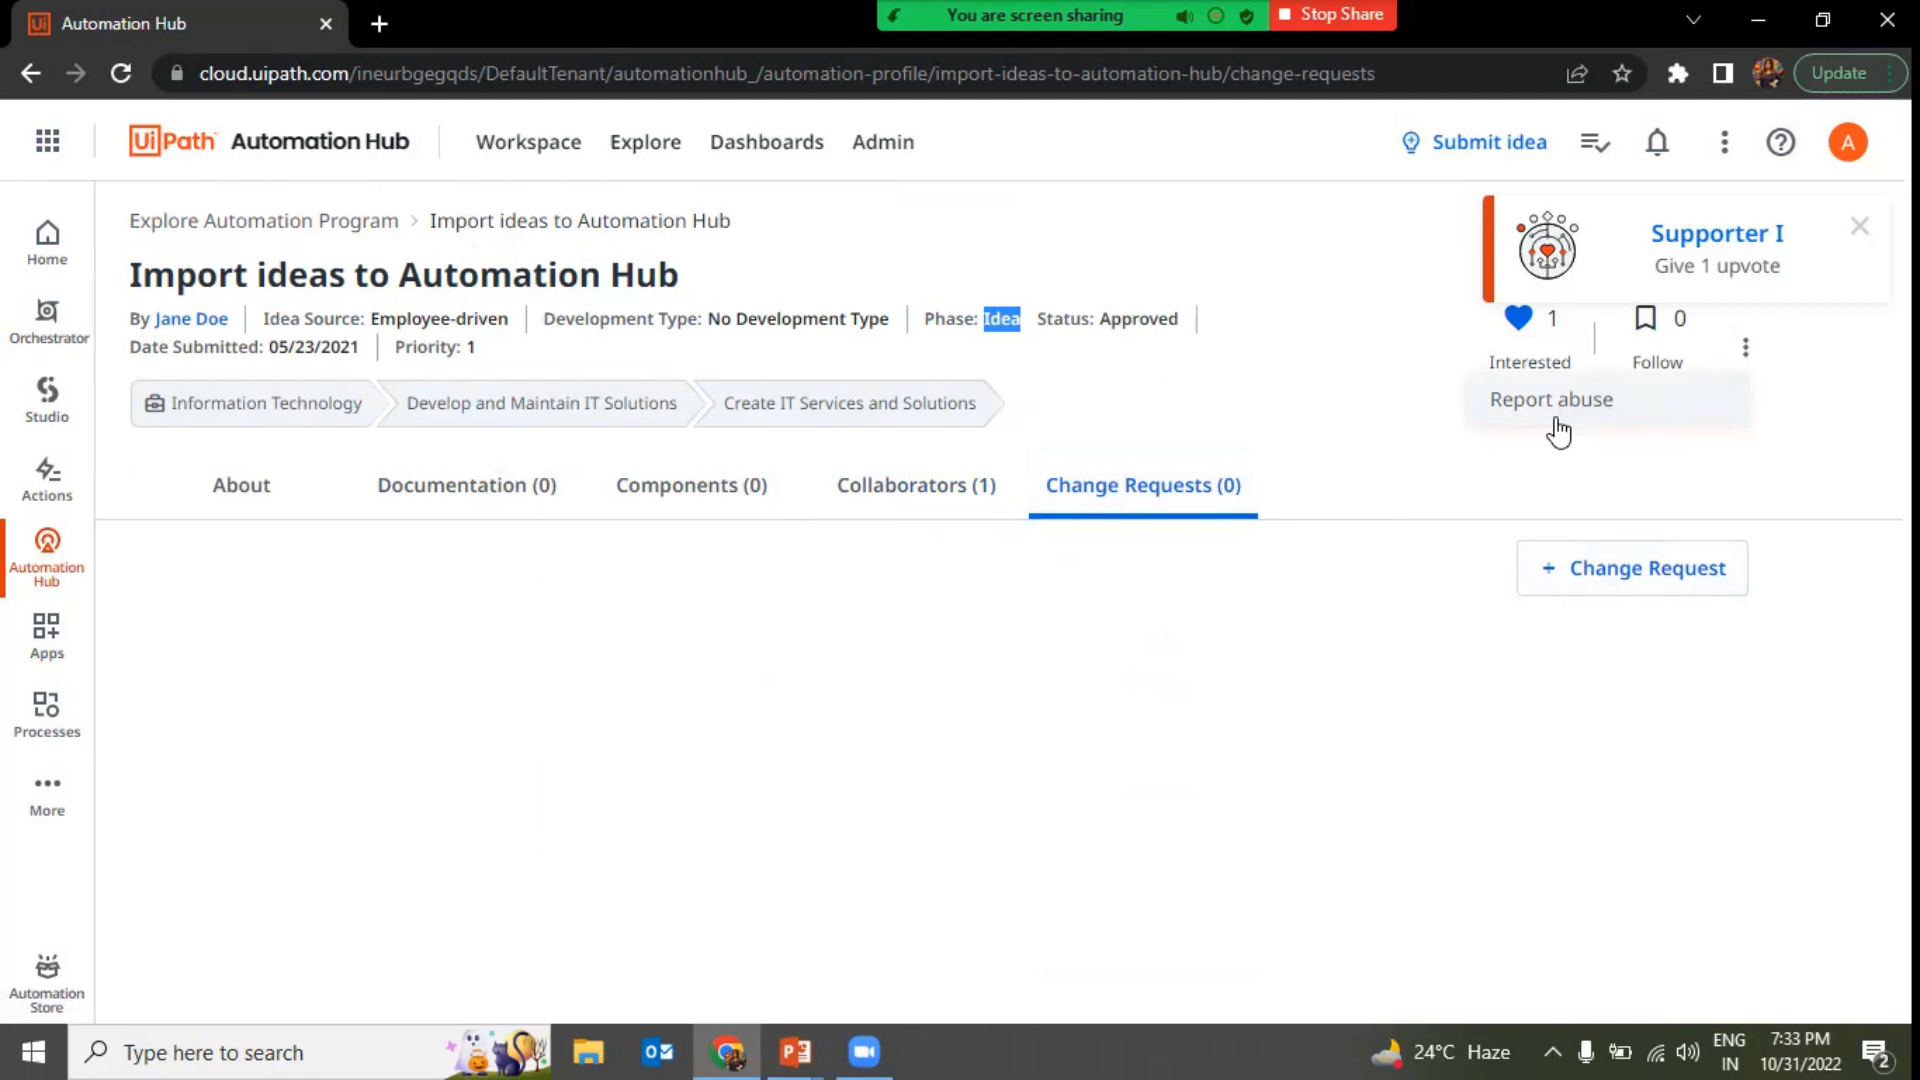 Automation Hub
You are screen sharing
Stop Share
cloud.uipath.com/ineurbgegqds/DefaultTenant/automationhub_/automation-profile/import-ideas-to-automation-hub/change-requests
Update
UiPath Automation Hub
Workspace
Explore
Dashboards
Admin
Submit idea
A
Home
Orchestrator
Studio
Actions
Automation
Hub
Apps
Processes
More
Automation
Store
Explore Automation Program > Import ideas to Automation Hub
Supporter I
Give 1 upvote
Import ideas to Automation Hub
By Jane Doe
Idea Source: Employee-driven
Development Type: No Development Type
Phase: Idea
Status: Approved
Date Submitted: 05/23/2021
Priority: 1
1
0
Interested
Follow
Report abuse
Information Technology
Develop and Maintain IT Solutions
Create IT Services and Solutions
About
Documentation (0)
Components (0)
Collaborators (1)
Change Requests (0)
+ Change Request
Type here to search
24°C Haze
ENG
IN
7:33 PM
10/31/2022
2